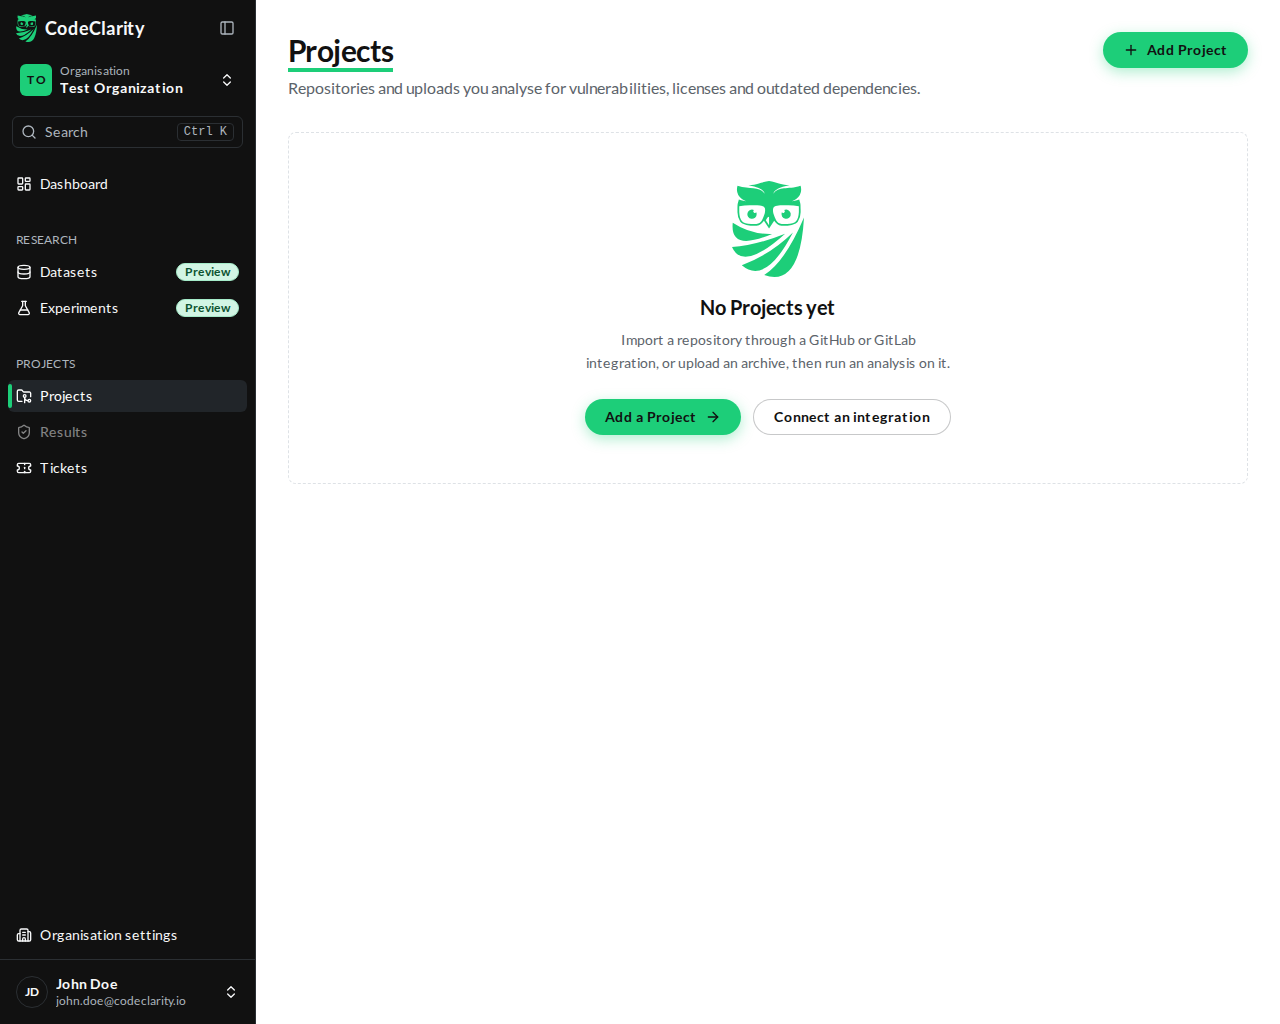 CodeClarity
TO
Organisation
Test Organization
Search
Ctrl K
Dashboard
RESEARCH
Datasets
Preview
Experiments
Preview
PROJECTS
Projects
Results
Tickets
Organisation settings
JD
John Doe
john.doe@codeclarity.io
Projects
Add Project
Repositories and uploads you analyse for vulnerabilities, licenses and outdated dependencies.
No Projects yet
Import a repository through a GitHub or GitLab
integration, or upload an archive, then run an analysis on it.
Add a Project
Connect an integration